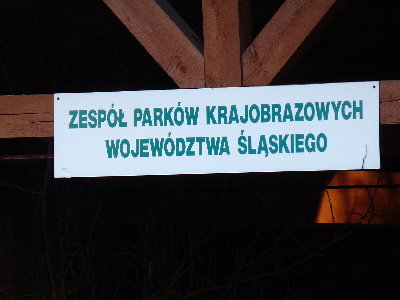 ZESPÓŁ PARKÓW KRAJOBRAZOWYCH
WOJEWÓDZTWA ŚLĄSKIEGO